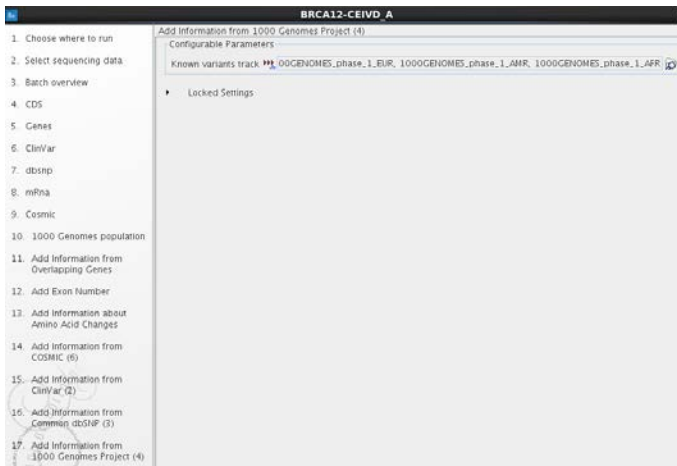 BRCA12-CEIVD_A
1. Choose where to run
2. Select sequencing data
3. Batch overview
4. CDS
5. Genes
6. ClinVar
7. dbsnp
8. mRna
9. Cosmic
10. 1000 Genomes population
11. Add Information from
Overlapping Genes
12. Add Exon Number
13. Add Information about
Amino Acid Changes
14. Add Information from
COSMIC (6)
15. Add Information from
ClinVar (2)
16. Add Information from
Common dbSNP (3)
17. Add Information from
1000 Genomes Project (4)
Add Information from 1000 Genomes Project (4)
Configurable Parameters
Known variants track 00GENOMES_phase_1_EUR, 1000GENOMES_phase_1_AMR, 1000GENOMES_phase_1_AFR
Locked Settings